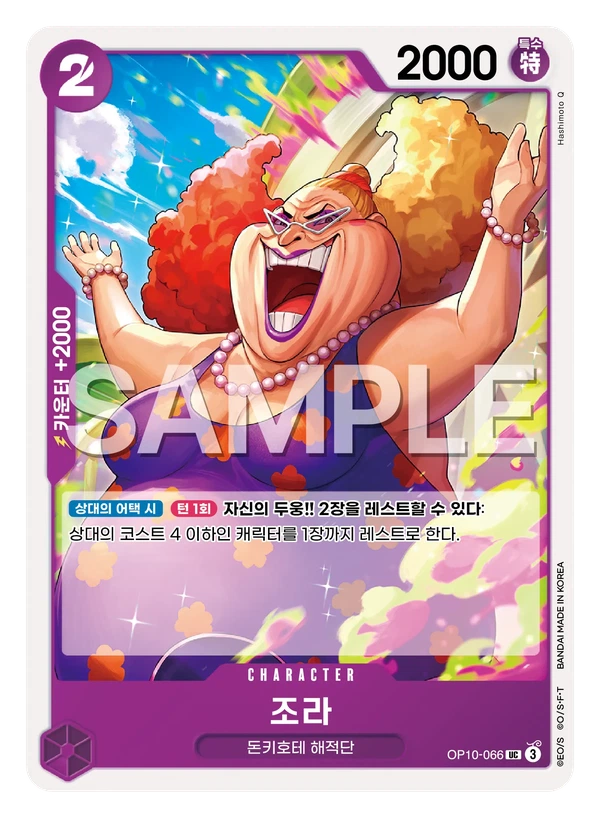 2
2000
특수
特
Hashimoto Q
카운터 +2000
SAMPLE
상대의 어택 시 턴 1회 자신의 두웅!! 2장을 레스트할 수 있다:
상대의 코스트 4 이하인 캐릭터를 1장까지 레스트로 한다.
CHARACTER
조라
돈키호테 해적단
OP10-066 UC 3
©EO/S ©O/S·F·T BANDAI MADE IN KOREA